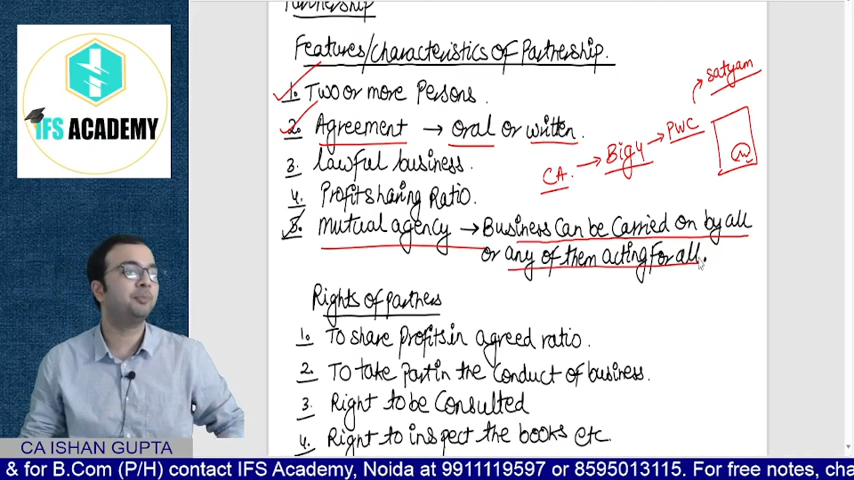 Partnership
Features/characteristics of Partnership.
1. Two or more Persons.
2. Agreement → oral or written.
3. lawful business.
4. Profitsharing Ratio.
5. Mutual agency → Business Can be Carried on by all
or any of them acting for all.
CA → Big 4 → PWC → satyam
Rights of partners
1. To share Profits in agreed ratio.
2. To take Part in the Conduct of business.
3. Right to be Consulted
4. Right to inspect the books etc.
IFS ACADEMY
CA ISHAN GUPTA
& for B.Com (P/H) contact IFS Academy, Noida at 9911119597 or 8595013115. For free notes, cha